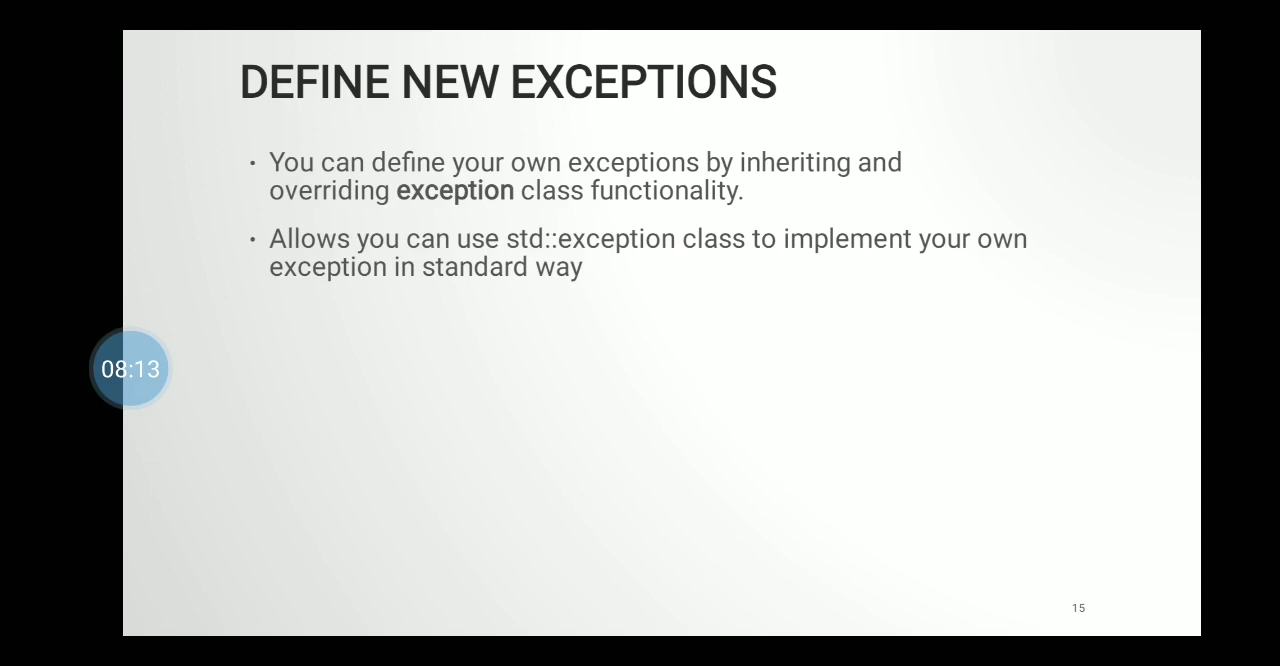 DEFINE NEW EXCEPTIONS
• You can define your own exceptions by inheriting and
overriding exception class functionality.
• Allows you can use std::exception class to implement your own
exception in standard way
08:13
15